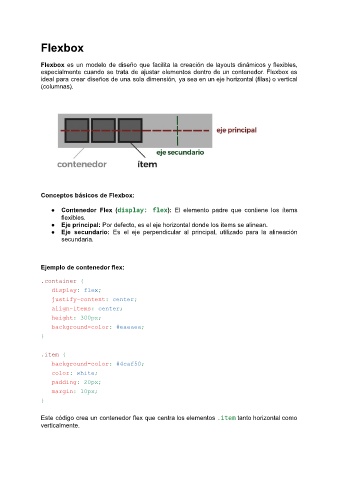 Flexbox
Flexbox es un modelo de diseño que facilita la creación de layouts dinámicos y flexibles,
especialmente cuando se trata de ajustar elementos dentro de un contenedor. Flexbox es
ideal para crear diseños de una sola dimensión, ya sea en un eje horizontal (filas) o vertical
(columnas).
eje principal
eje secundario
contenedor ítem
Conceptos básicos de Flexbox:
● Contenedor Flex (display: flex): El elemento padre que contiene los ítems
flexibles.
● Eje principal: Por defecto, es el eje horizontal donde los ítems se alinean.
● Eje secundario: Es el eje perpendicular al principal, utilizado para la alineación
secundaria.
Ejemplo de contenedor flex:
.container {
display: flex;
justify-content: center;
align-items: center;
height: 300px;
background-color: #eaeaea;
}
.item {
background-color: #4caf50;
color: white;
padding: 20px;
margin: 10px;
}
Este código crea un contenedor flex que centra los elementos .item tanto horizontal como
verticalmente.